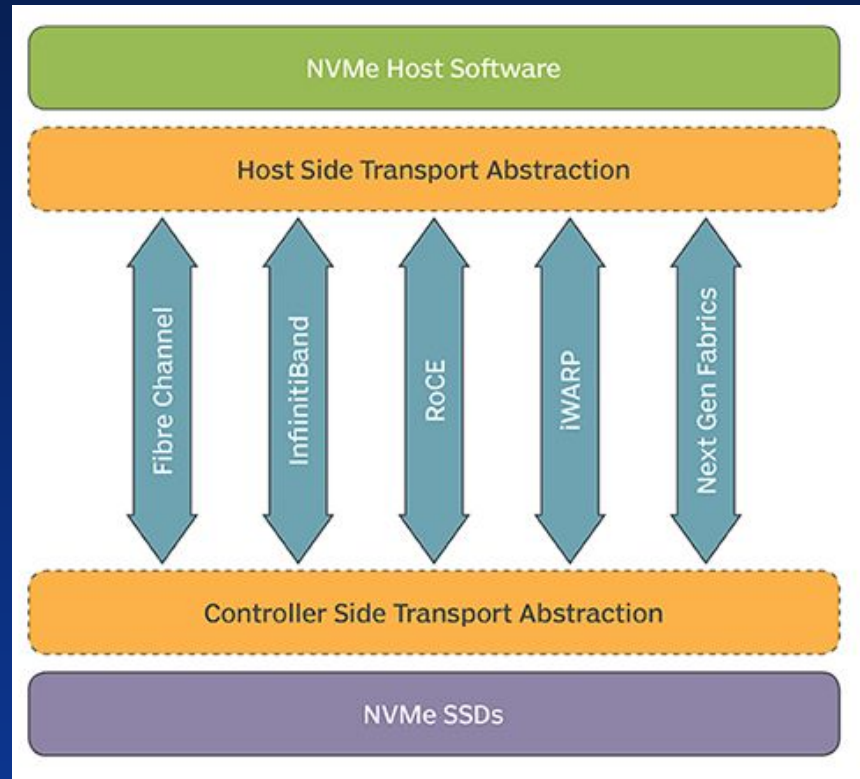 NVMe Host Software
Host Side Transport Abstraction
Fibre Channel
InfiinitiBand
RoCE
iWARP
Next Gen Fabrics
Controller Side Transport Abstraction
NVMe SSDs